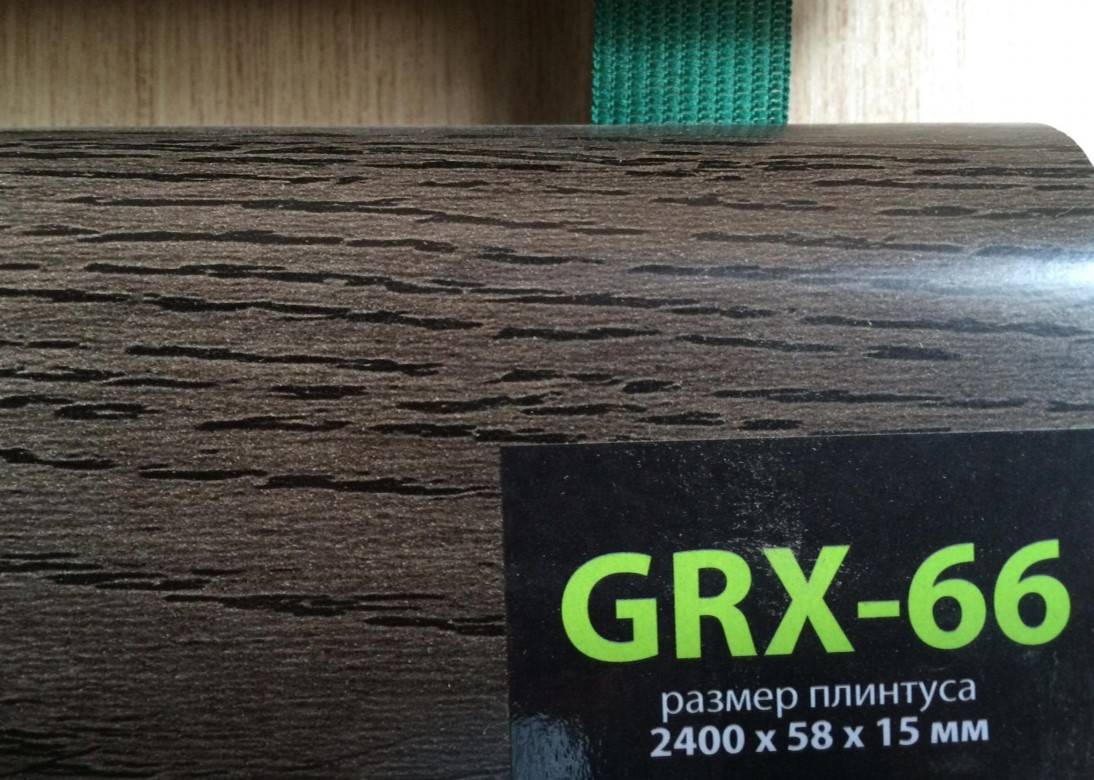 GRX-66
размер плинтуса
2400 х 58 х 15 мм